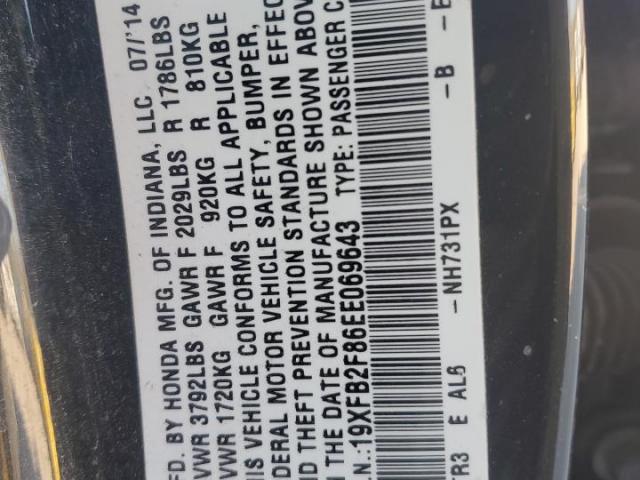 FD. BY HONDA MFG. OF INDIANA, LLC 07/'14
VWR 3792LBS GAWR F 2029LBS R 1786LBS
VWR 1720KG GAWR F 920KG R 810KG
IS VEHICLE CONFORMS TO ALL APPLICABLE
DERAL MOTOR VEHICLE SAFETY, BUMPER,
ND THEFT PREVENTION STANDARDS IN EFFEC
N THE DATE OF MANUFACTURE SHOWN ABOV
.N.:19XFB2F86EE069643 TYPE: PASSENGER C
TR3 E AL6 - NH731PX - B - E